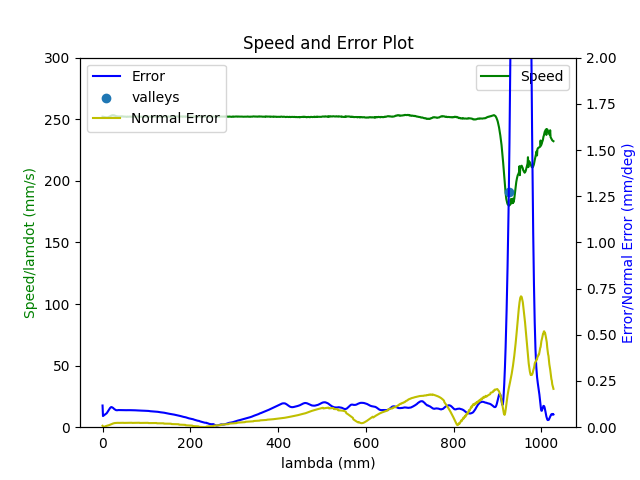 Speed and Error Plot
Error
valleys
Normal Error
Speed
300
250
200
150
100
50
0
2.00
1.75
1.50
1.25
1.00
0.75
0.50
0.25
0.00
Speed/lamdot (mm/s)
Error/Normal Error (mm/deg)
0
200
400
600
800
1000
lambda (mm)